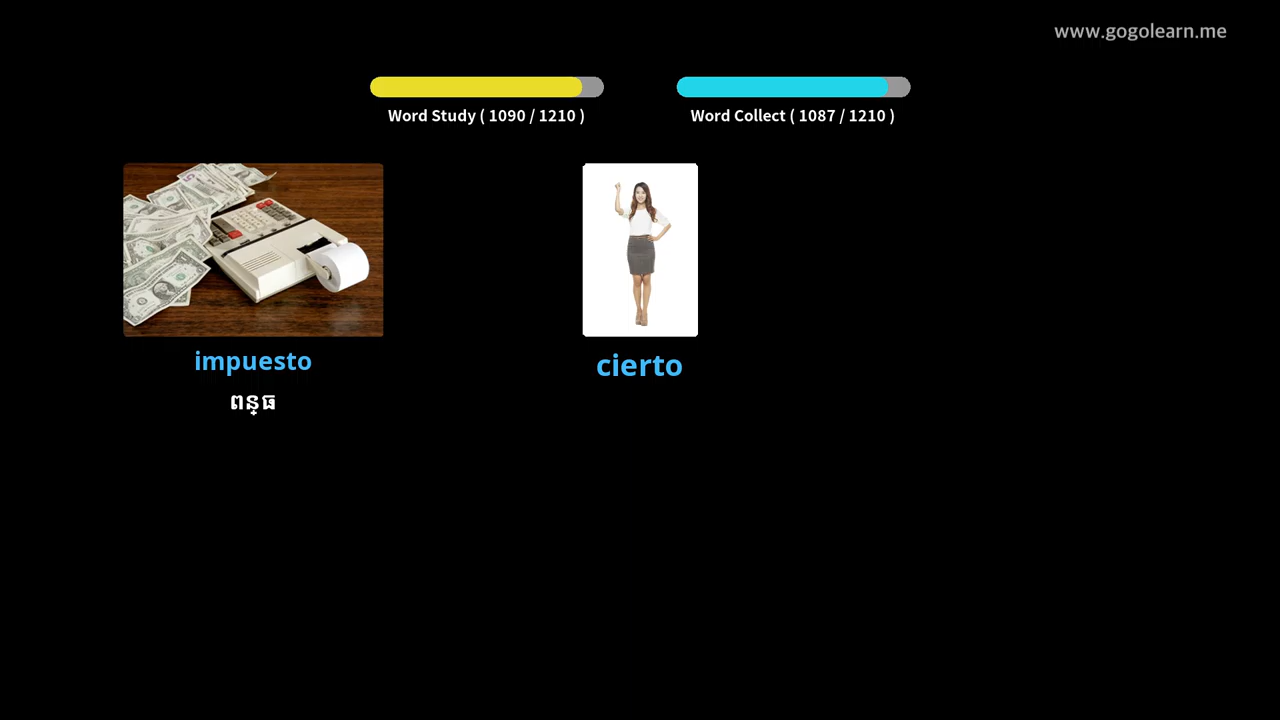 www.gogolearn.me
Word Study ( 1090 / 1210 )
Word Collect ( 1087 / 1210 )
impuesto
cierto
ពន្ធ